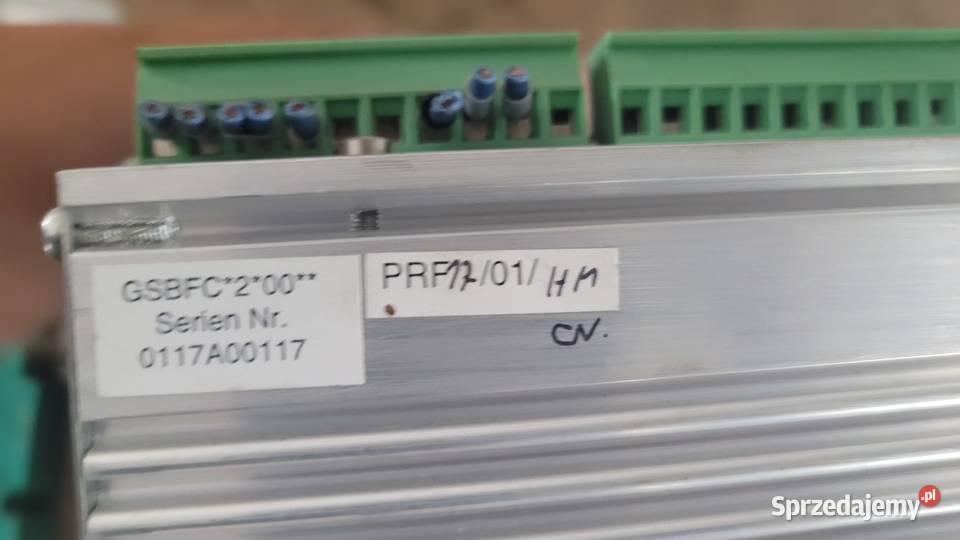 GSBFC*2*00**
Serien Nr.
0117A00117
PRF17/01/HM
CN.
Sprzedajemy.pl